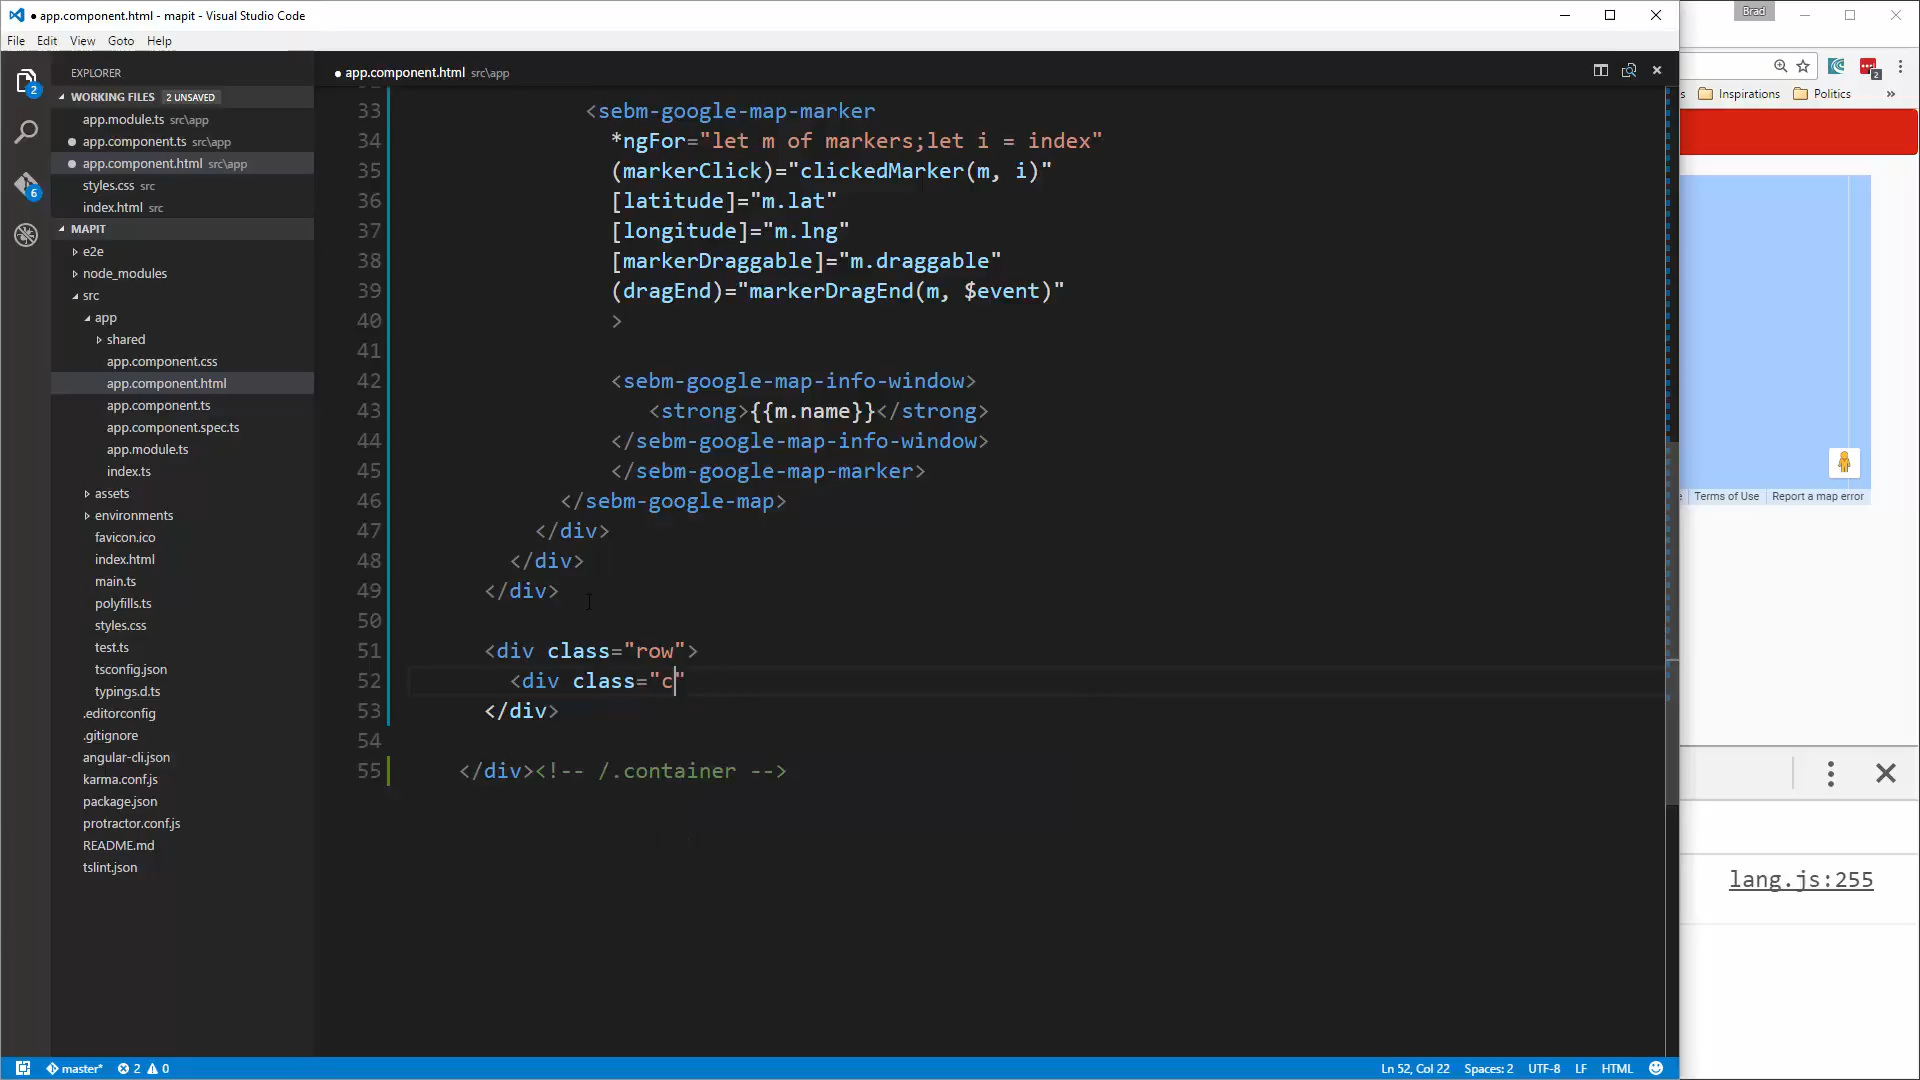 ● app.component.html - mapit - Visual Studio Code
Brad
File Edit View Goto Help
EXPLORER
● app.component.html src\app
WORKING FILES 2 UNSAVED
s Inspirations Politics »
app.module.ts src\app
app.component.ts src\app
app.component.html src\app
styles.css src
index.html src
MAPIT
e2e
node_modules
src
app
shared
app.component.css
app.component.html
app.component.ts
app.component.spec.ts
app.module.ts
index.ts
assets
environments
favicon.ico
index.html
main.ts
polyfills.ts
styles.css
test.ts
tsconfig.json
typings.d.ts
.editorconfig
.gitignore
angular-cli.json
karma.conf.js
package.json
protractor.conf.js
README.md
tslint.json
2
6
2
33 <sebm-google-map-marker
34 *ngFor="let m of markers;let i = index"
35 (markerClick)="clickedMarker(m, i)"
36 [latitude]="m.lat"
37 [longitude]="m.lng"
38 [markerDraggable]="m.draggable"
39 (dragEnd)="markerDragEnd(m, $event)"
40 >
41
42 <sebm-google-map-info-window>
43 <strong>{{m.name}}</strong>
44 </sebm-google-map-info-window>
45 </sebm-google-map-marker>
46 </sebm-google-map>
47 </div>
48 </div>
49 </div>
50
51 <div class="row">
52 <div class="c"
53 </div>
54
55 </div><!-- /.container -->
Terms of Use Report a map error
lang.js:255
master* 2 0
Ln 52, Col 22 Spaces: 2 UTF-8 LF HTML